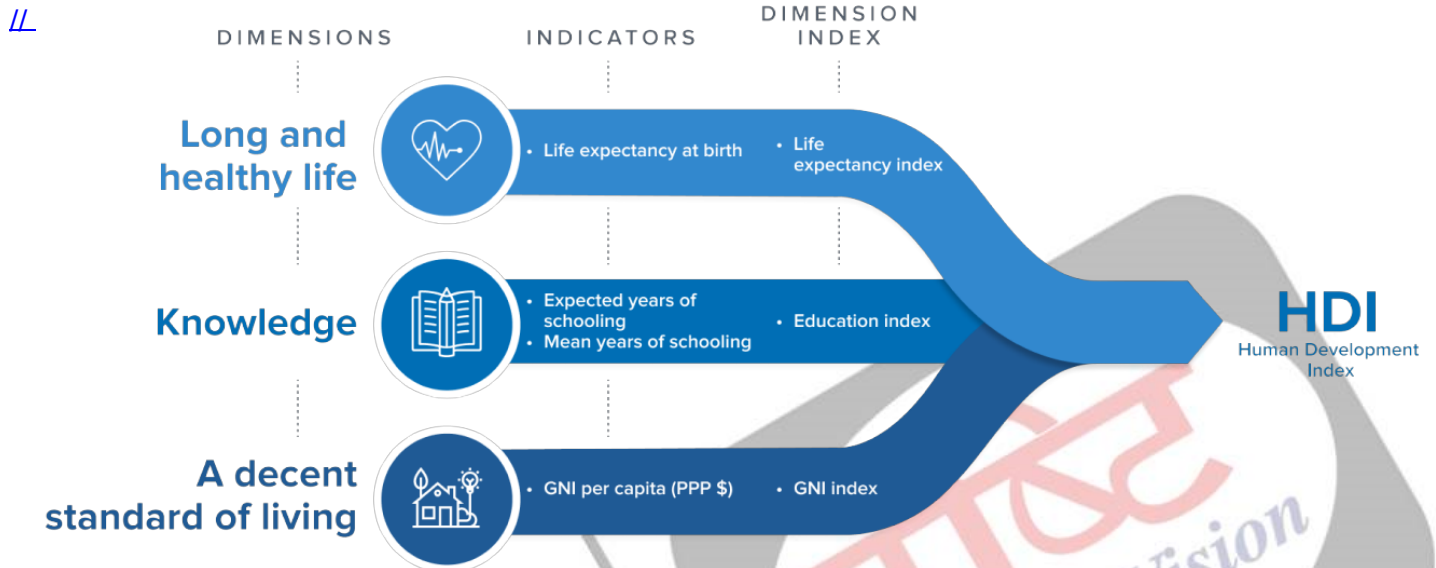 //
DIMENSIONS
INDICATORS
DIMENSION
INDEX
Long and
healthy life
• Life expectancy at birth
• Life
expectancy index
Knowledge
• Expected years of
schooling
• Mean years of schooling
• Education index
A decent
standard of living
• GNI per capita (PPP $)
• GNI index
HDI
Human Development
Index
Vision